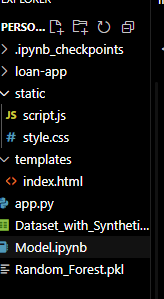 EXPLORER
PERSO...
.ipynb_checkpoints
loan-app
static
JS script.js
# style.css
templates
<> index.html
app.py
Dataset_with_Syntheti...
Model.ipynb
Random_Forest.pkl